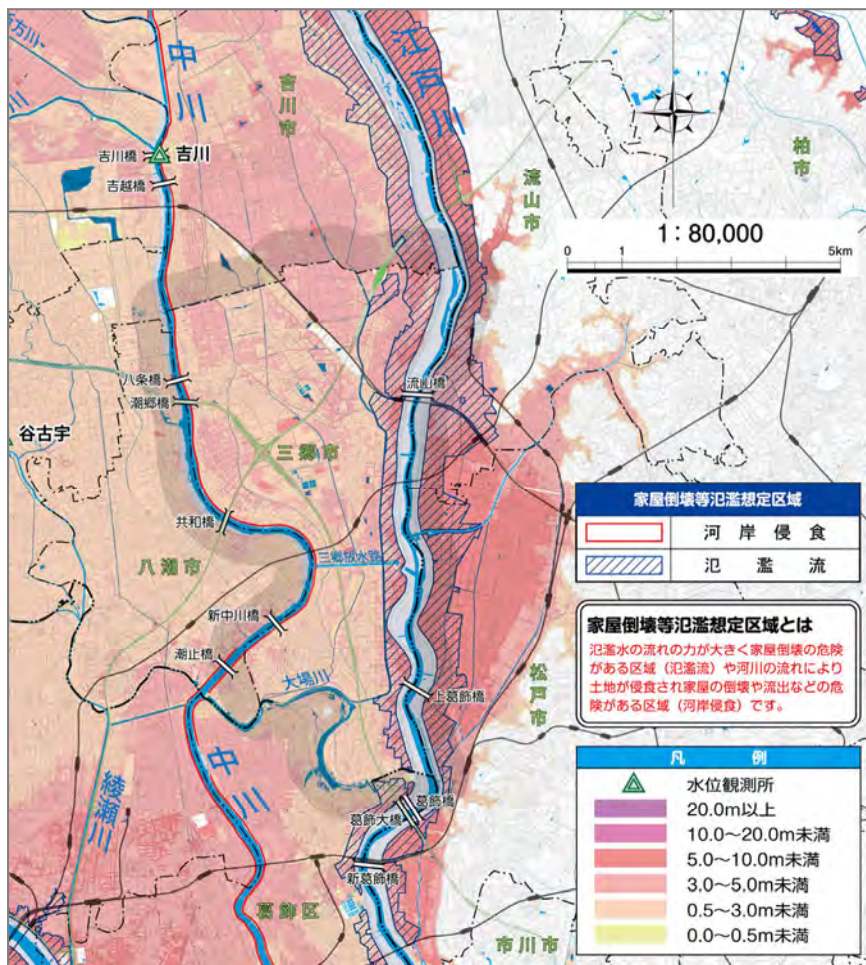 中川
江戸川
吉川市
柏市
吉川橋
吉川
吉越橋
流山市
1:80,000
0
1
5km
八条橋
潮郷橋
流山橋
谷古宇
三郷市
共和橋
八潮市
三郷放水路
新中川橋
潮止橋
大場川
上葛飾橋
松戸市
中川
綾瀬川
葛飾橋
葛飾大橋
新葛飾橋
葛飾区
市川市
家屋倒壊等氾濫想定区域
河岸侵食
氾濫流
家屋倒壊等氾濫想定区域とは
氾濫水の流れの力が大きく家屋倒壊の危険
がある区域（氾濫流）や河川の流れにより
土地が侵食され家屋の倒壊や流出などの危
険がある区域（河岸侵食）です。
凡例
水位観測所
20.0m以上
10.0～20.0m未満
5.0～10.0m未満
3.0～5.0m未満
0.5～3.0m未満
0.0～0.5m未満